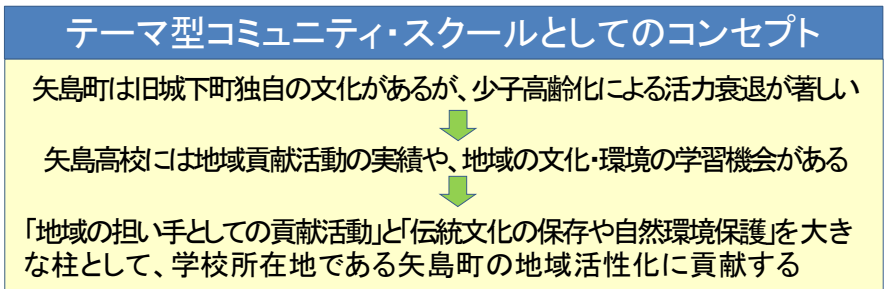 テーマ型コミュニティ・スクールとしてのコンセプト
矢島町は旧城下町独自の文化があるが、少子高齢化による活力衰退が著しい
矢島高校には地域貢献活動の実績や、地域の文化・環境の学習機会がある
「地域の担い手としての貢献活動」と「伝統文化の保存や自然環境保護」を大き
な柱として、学校所在地である矢島町の地域活性化に貢献する